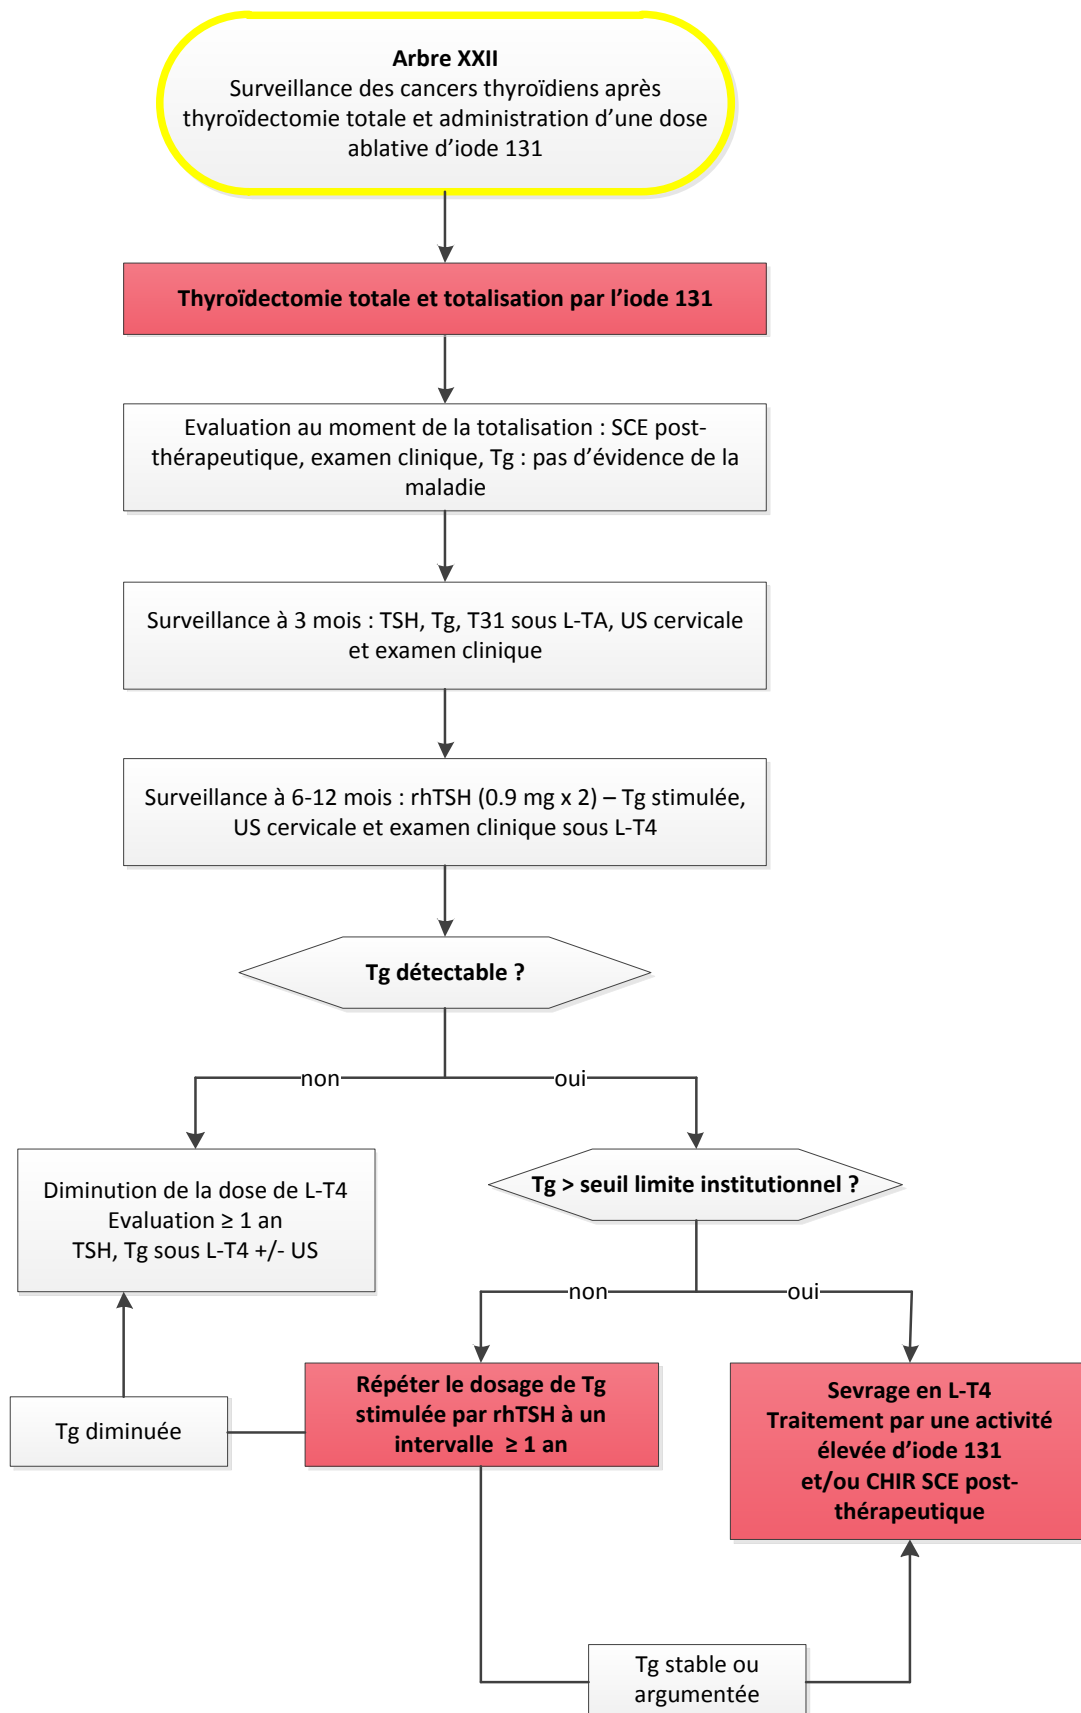 Arbre XXII
Surveillance des cancers thyroïdiens après
thyroïdectomie totale et administration d’une dose
ablative d’iode 131
Thyroïdectomie totale et totalisation par l’iode 131
Evaluation au moment de la totalisation : SCE post-
thérapeutique, examen clinique, Tg : pas d’évidence de la
maladie
Surveillance à 3 mois : TSH, Tg, T31 sous L-TA, US cervicale
et examen clinique
Surveillance à 6-12 mois : rhTSH (0.9 mg x 2) – Tg stimulée,
US cervicale et examen clinique sous L-T4
Tg détectable ?
non
oui
Diminution de la dose de L-T4
Evaluation ≥ 1 an
TSH, Tg sous L-T4 +/- US
Tg > seuil limite institutionnel ?
non
oui
Tg diminuée
Répéter le dosage de Tg
stimulée par rhTSH à un
intervalle ≥ 1 an
Sevrage en L-T4
Traitement par une activité
élevée d’iode 131
et/ou CHIR SCE post-
thérapeutique
Tg stable ou
argumentée